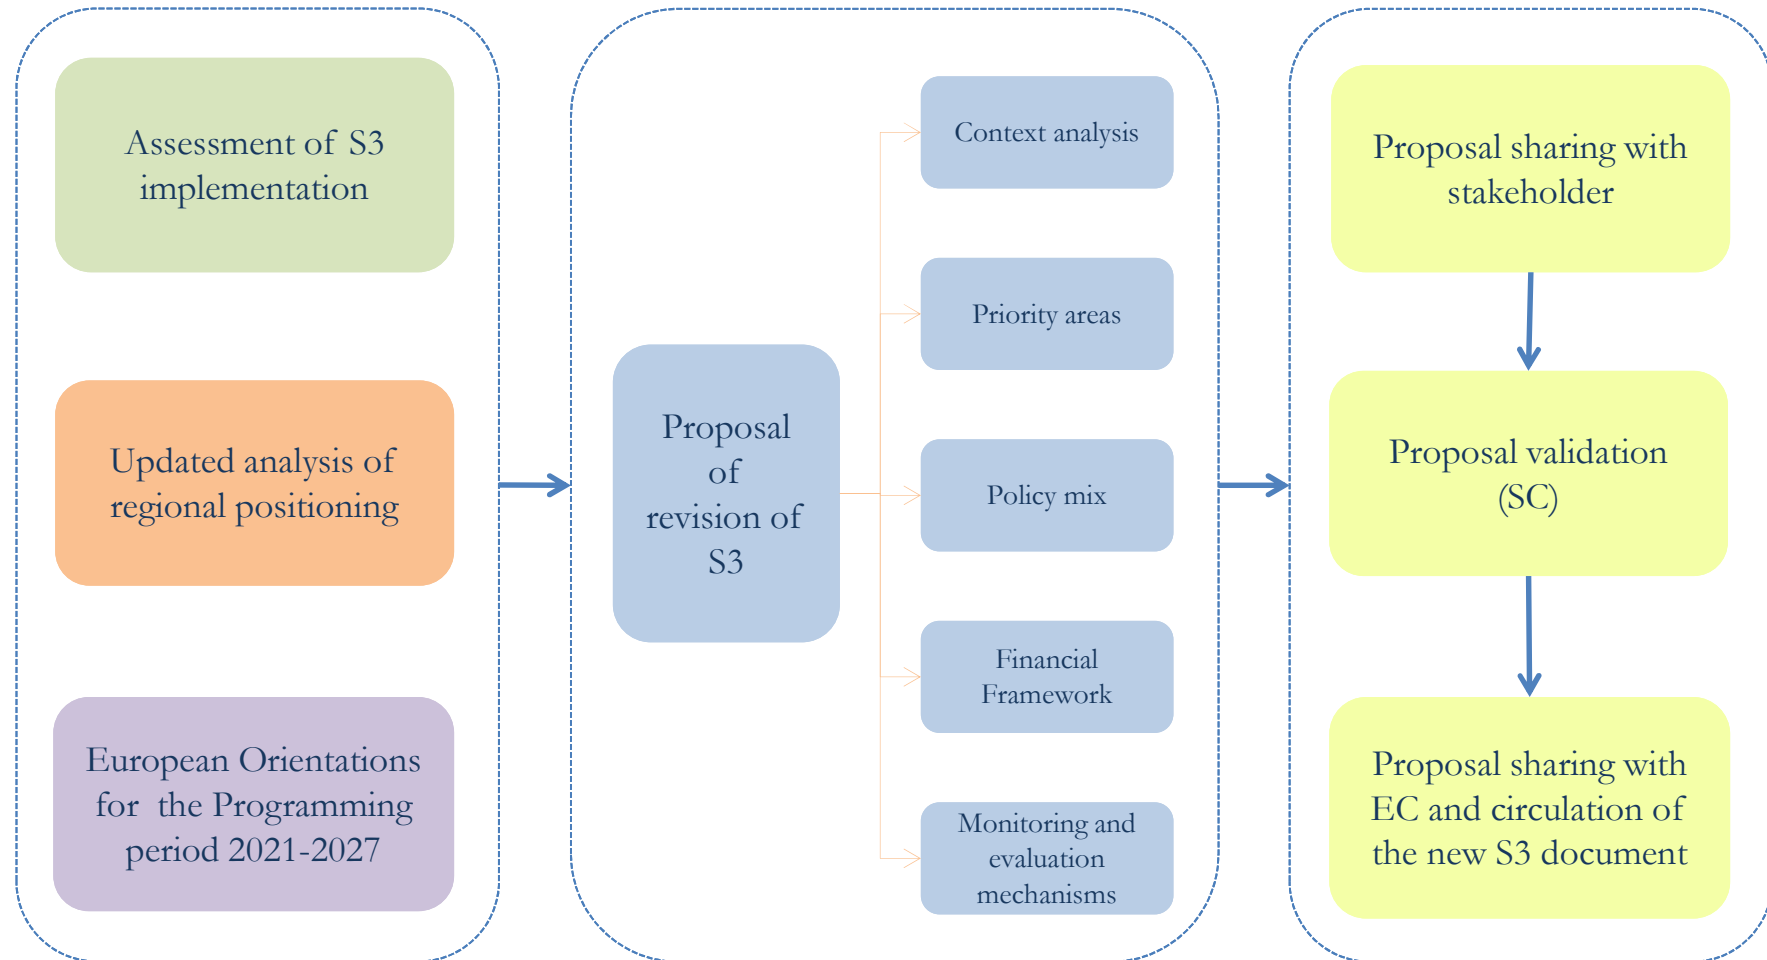 Assessment of S3
implementation
Updated analysis of
regional positioning
European Orientations
for the Programming
period 2021-2027
Proposal
of
revision of
S3
Context analysis
Priority areas
Policy mix
Financial
Framework
Monitoring and
evaluation
mechanisms
Proposal sharing with
stakeholder
Proposal validation
(SC)
Proposal sharing with
EC and circulation of
the new S3 document